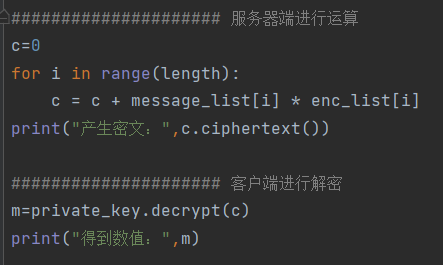 ##################### 服务器端进行运算
c=0
for i in range(length):
    c = c + message_list[i] * enc_list[i]
print("产生密文：",c.ciphertext())

##################### 客户端进行解密
m=private_key.decrypt(c)
print("得到数值：",m)